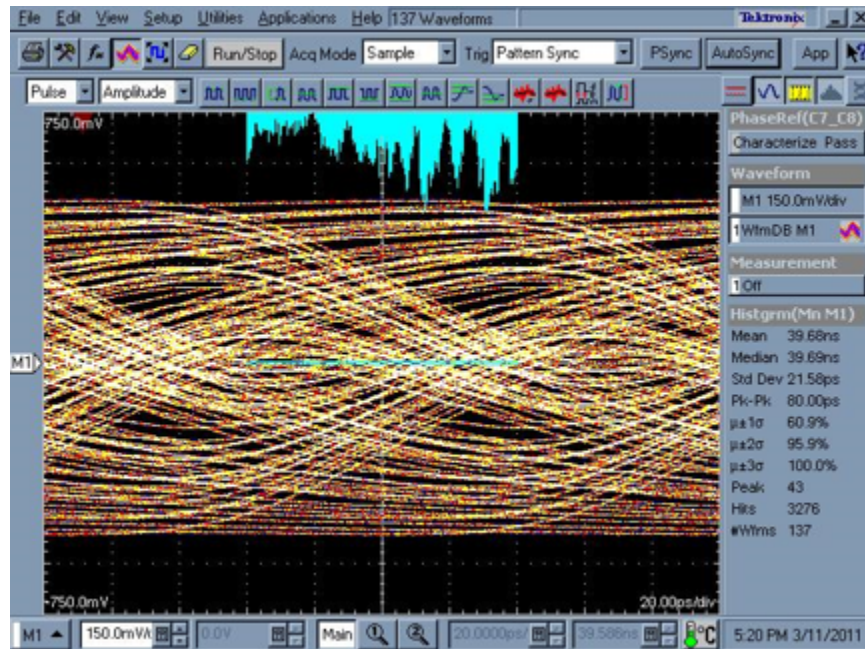 File Edit View Setup Utilities Applications Help 137 Waveforms Tektronix
Run/Stop Acq Mode Sample Trig Pattern Sync PSync AutoSync App
Pulse Amplitude
750.0mV
PhaseRef(C7_C8)
Characterize Pass
Waveform
M1 150.0mV/div
1 WfmDB M1
Measurement
1 Off
Histgrm(Mn M1)
Mean 39.68ns
Median 39.69ns
Std Dev 21.58ps
Pk-Pk 80.00ps
µ±1σ 60.9%
µ±2σ 95.9%
µ±3σ 100.0%
Peak 43
Hits 3276
#Wfms 137
M1
-750.0mV 20.00ps/div
M1 150.0mV/ 0.0V Main 1 2 20.0000ps/ 39.586ns °C 5:20 PM 3/11/2011